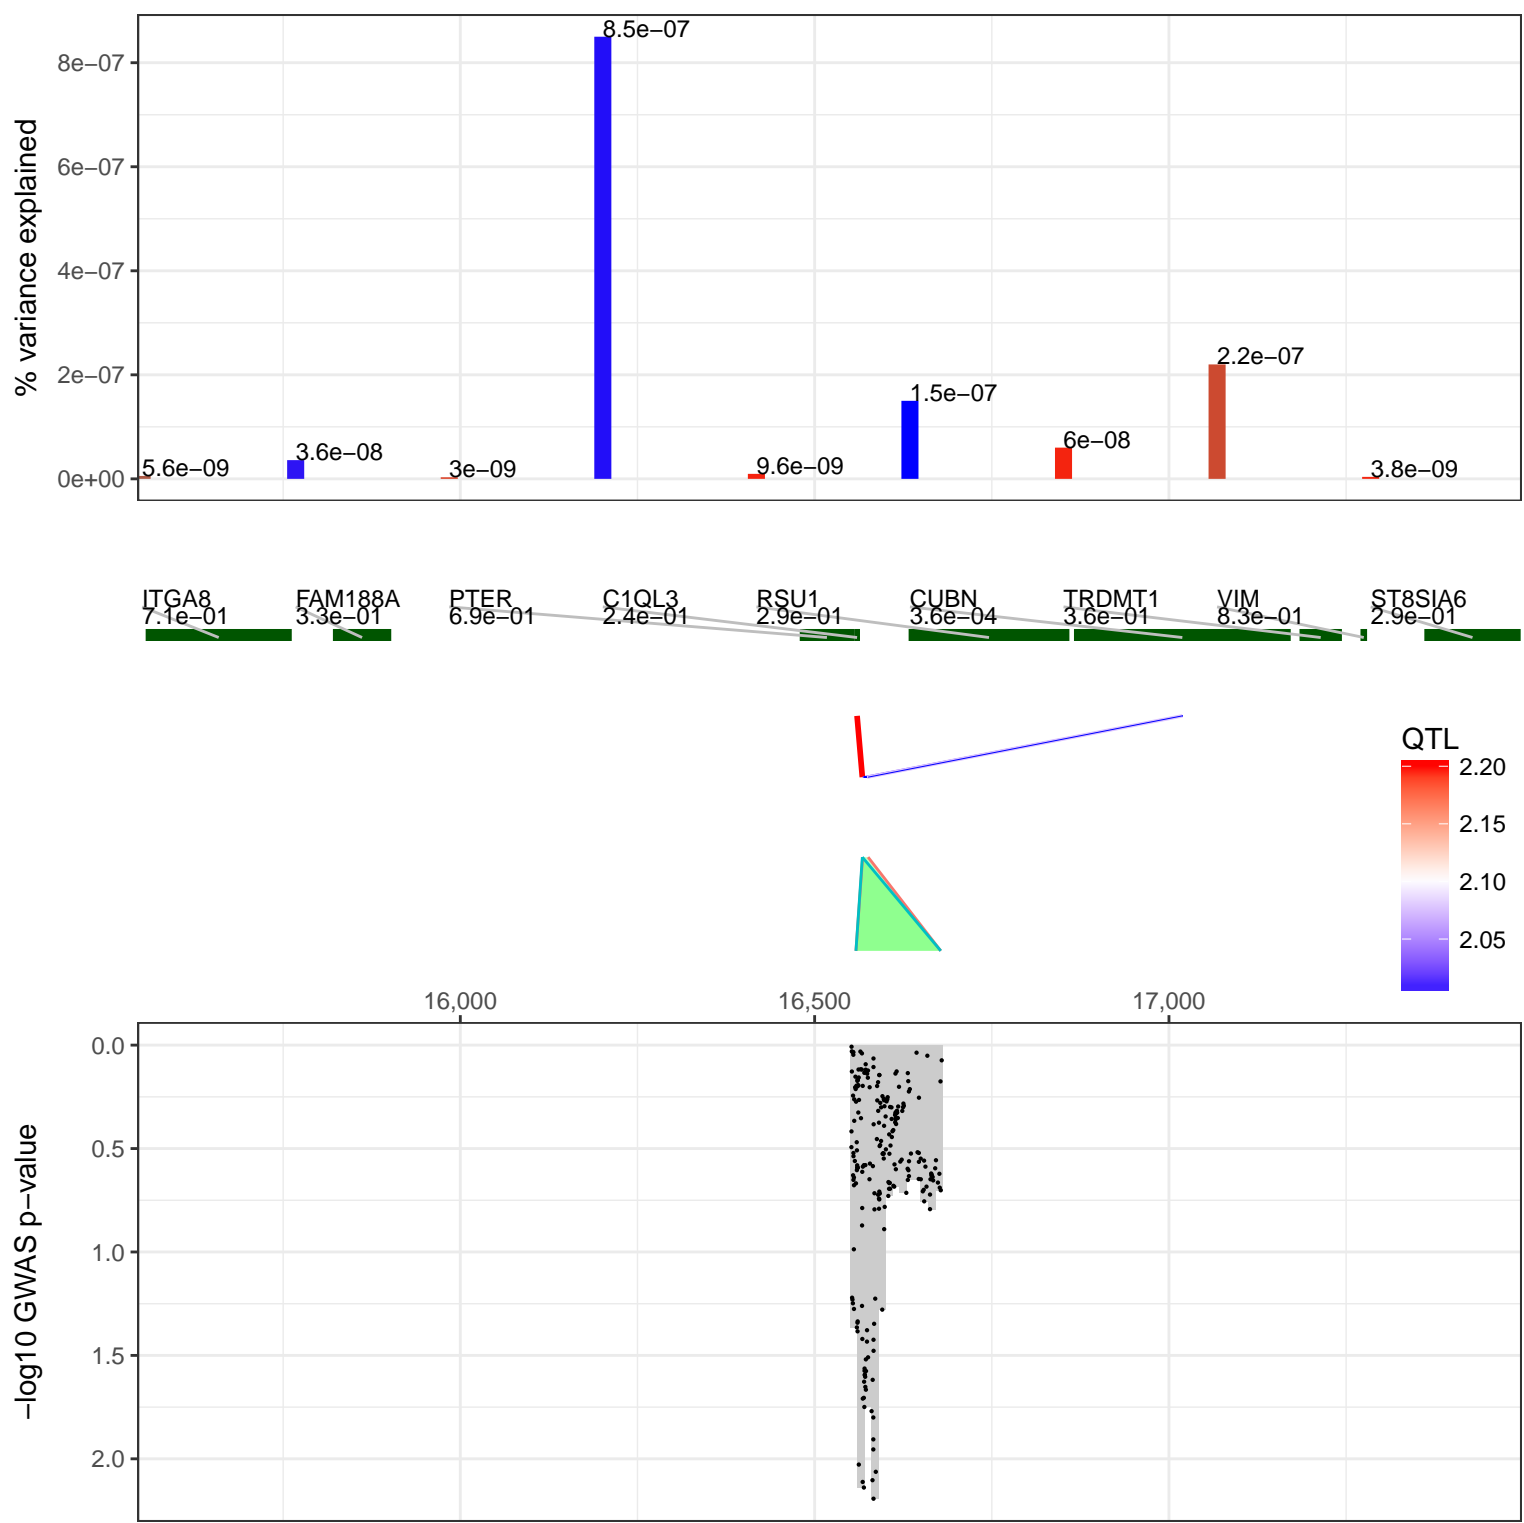 % variance explained
8e−07
6e−07
4e−07
2e−07
0e+00
5.6e−09
3.6e−08
3e−09
8.5e−07
9.6e−09
1.5e−07
6e−08
2.2e−07
3.8e−09
ITGA8 FAM188A PTER C1QL3 RSU1 CUBN TRDMT1 VIM ST8SIA6
7.1e−01 3.3e−01 6.9e−01 2.4e−01 2.9e−01 3.6e−04 3.6e−01 8.3e−01 2.9e−01
QTL
2.20
2.15
2.10
2.05
16,000 16,500 17,000
−log10 GWAS p−value
0.0
0.5
1.0
1.5
2.0